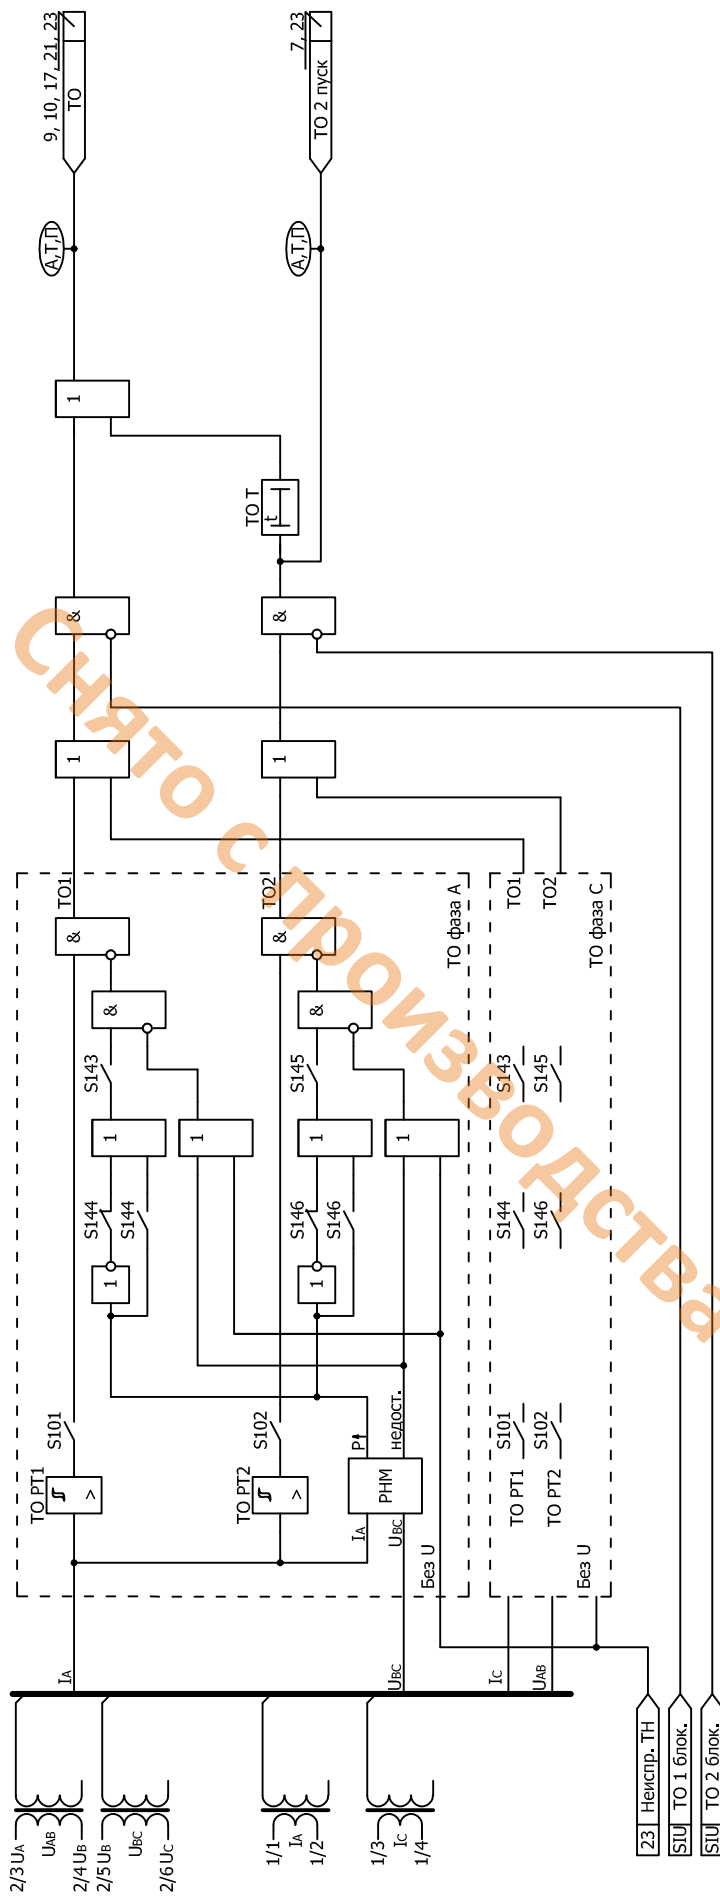 2/3 UA
UAB
2/4 UB
2/5 UB
UBC
2/6 UC
1/1
IA
1/2
1/3
IC
1/4
23 Неиспр. ТН
SIU ТО 1 блок.
SIU ТО 2 блок.
IA
UBC
IC
UAB
Без U
Без U
IA
UBC
РНМ
P
недост.
ТО РТ1
>
S101
ТО РТ2
>
S102
1
S144
S144
1
S143
&
1
&
ТО1
1
S146
S146
1
S145
&
1
&
ТО2
ТО фаза А
ТО РТ1
S101
ТО РТ2
S102
S144
S146
S143
S145
ТО1
ТО2
ТО фаза С
1
1
&
&
ТО Т
t
1
А,Т,П
А,Т,П
9, 10, 17, 21, 23
ТО
7, 23
ТО 2 пуск
Снято с производства